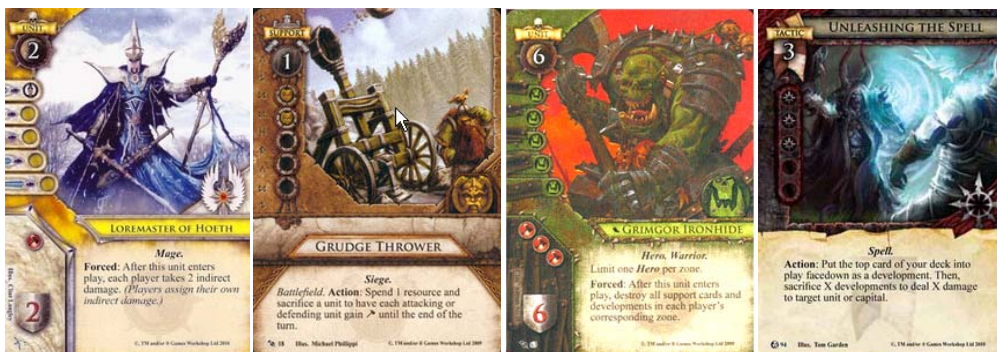 UNIT
2
LOREMASTER OF HOETH
Mage.
Forced: After this unit enters
play, each player takes 2 indirect
damage. (Players assign their own
indirect damage.)
2
© TM and/or ® Games Workshop Ltd 2010
SUPPORT
1
GRUDGE THROWER
Siege.
Battlefield. Action: Spend 1 resource and
sacrifice a unit to have each attacking or
defending unit gain until the end of the
turn.
18 Illus. Michael Phillippi
© TM and/or ® Games Workshop Ltd 2009
UNIT
6
GRIMGOR IRONHIDE
Hero. Warrior.
Limit one Hero per zone.
Forced: After this unit enters
play, destroy all support cards and
developments in each player's
corresponding zone.
6
© TM and/or ® Games Workshop Ltd 2009
UNLEASHING THE SPELL
TACTIC
3
Spell.
Action: Put the top card of your deck into
play facedown as a development. Then,
sacrifice X developments to deal X damage
to target unit or capital.
94 Illus. Tom Garden
© TM and/or ® Games Workshop Ltd 2010